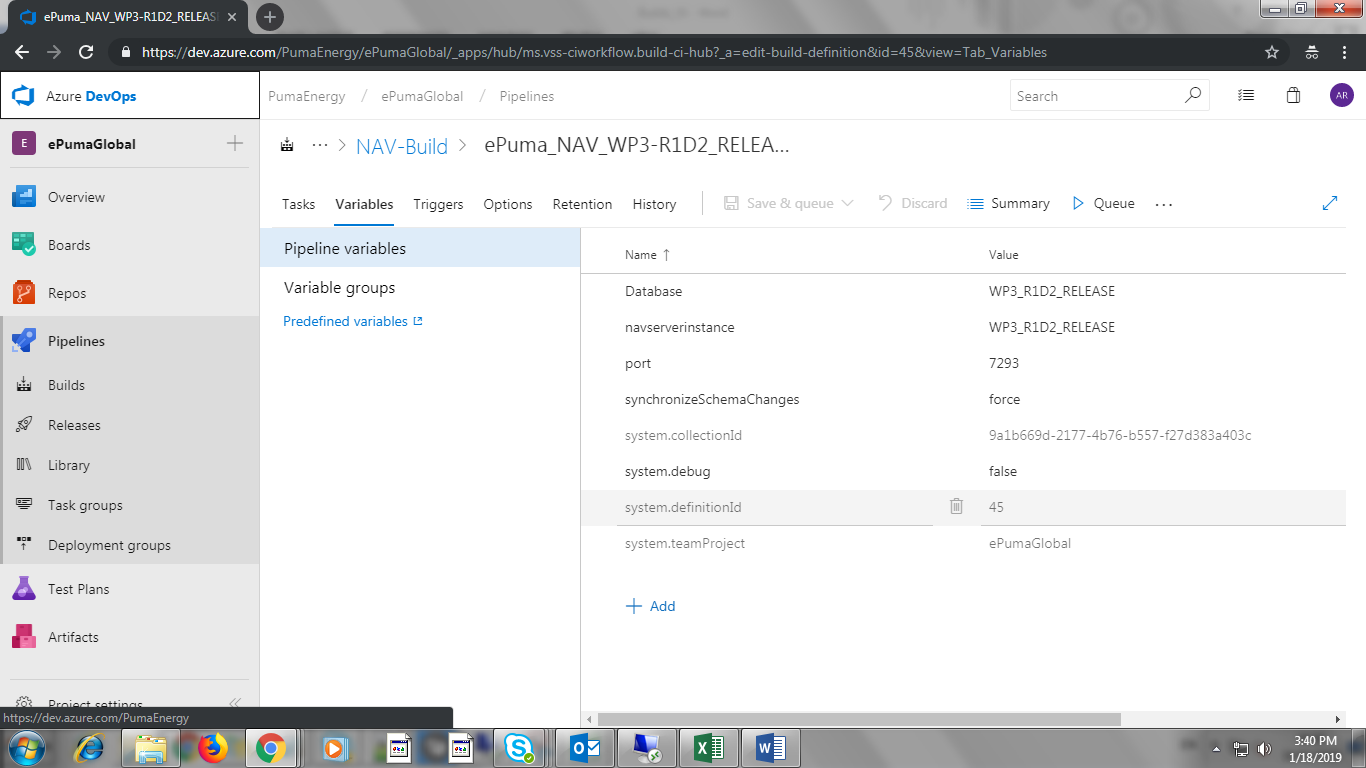 ePuma_NAV_WP3-R1D2_RELEASE
https://dev.azure.com/PumaEnergy/ePumaGlobal/_apps/hub/ms.vss-ciworkflow.build-ci-hub?_a=edit-build-definition&id=45&view=Tab_Variables
Azure DevOps
PumaEnergy / ePumaGlobal / Pipelines
Search
AR
E ePumaGlobal
··· > NAV-Build > ePuma_NAV_WP3-R1D2_RELEA...
Overview
Boards
Repos
Pipelines
Builds
Releases
Library
Task groups
Deployment groups
Test Plans
Artifacts
Project settings
https://dev.azure.com/PumaEnergy
Tasks Variables Triggers Options Retention History Save & queue Discard Summary Queue ···
Pipeline variables
Variable groups
Predefined variables
Name ↑ Value
Database WP3_R1D2_RELEASE
navserverinstance WP3_R1D2_RELEASE
port 7293
synchronizeSchemaChanges force
system.collectionId 9a1b669d-2177-4b76-b557-f27d383a403c
system.debug false
system.definitionId 45
system.teamProject ePumaGlobal
+ Add
3:40 PM
1/18/2019